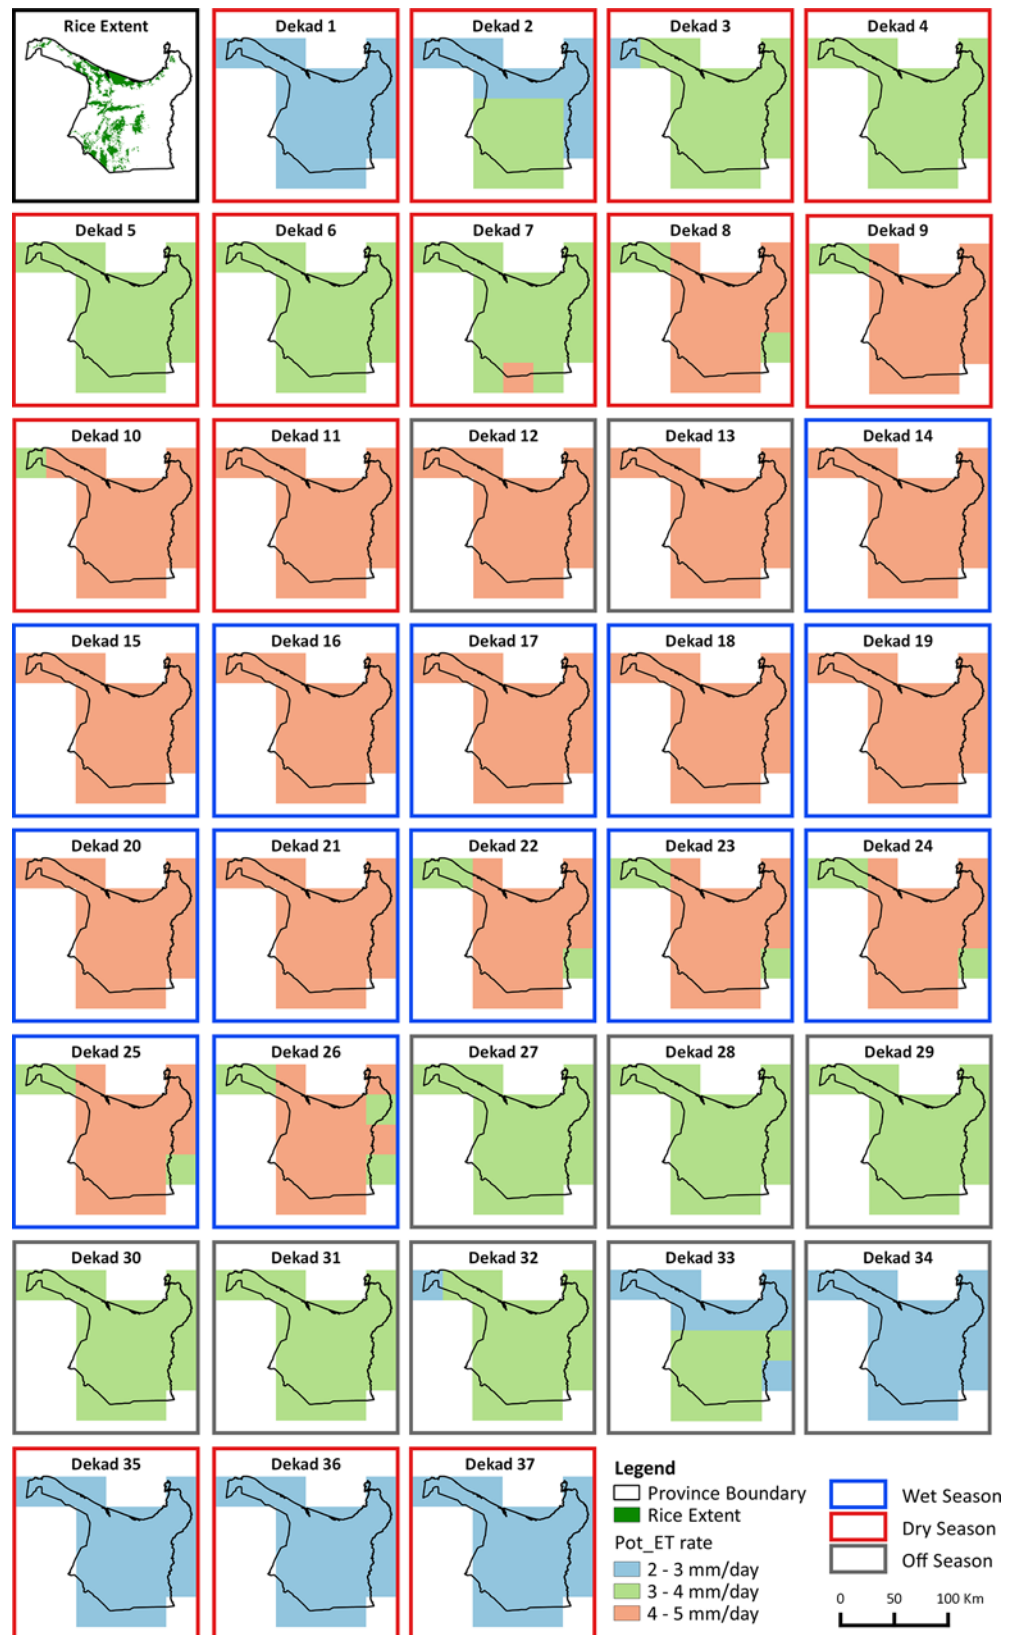 Rice Extent
Dekad 1
Dekad 2
Dekad 3
Dekad 4
Dekad 5
Dekad 6
Dekad 7
Dekad 8
Dekad 9
Dekad 10
Dekad 11
Dekad 12
Dekad 13
Dekad 14
Dekad 15
Dekad 16
Dekad 17
Dekad 18
Dekad 19
Dekad 20
Dekad 21
Dekad 22
Dekad 23
Dekad 24
Dekad 25
Dekad 26
Dekad 27
Dekad 28
Dekad 29
Dekad 30
Dekad 31
Dekad 32
Dekad 33
Dekad 34
Dekad 35
Dekad 36
Dekad 37
Legend
Province Boundary
Rice Extent
Pot_ET rate
2 - 3 mm/day
3 - 4 mm/day
4 - 5 mm/day
Wet Season
Dry Season
Off Season
0 50 100 Km